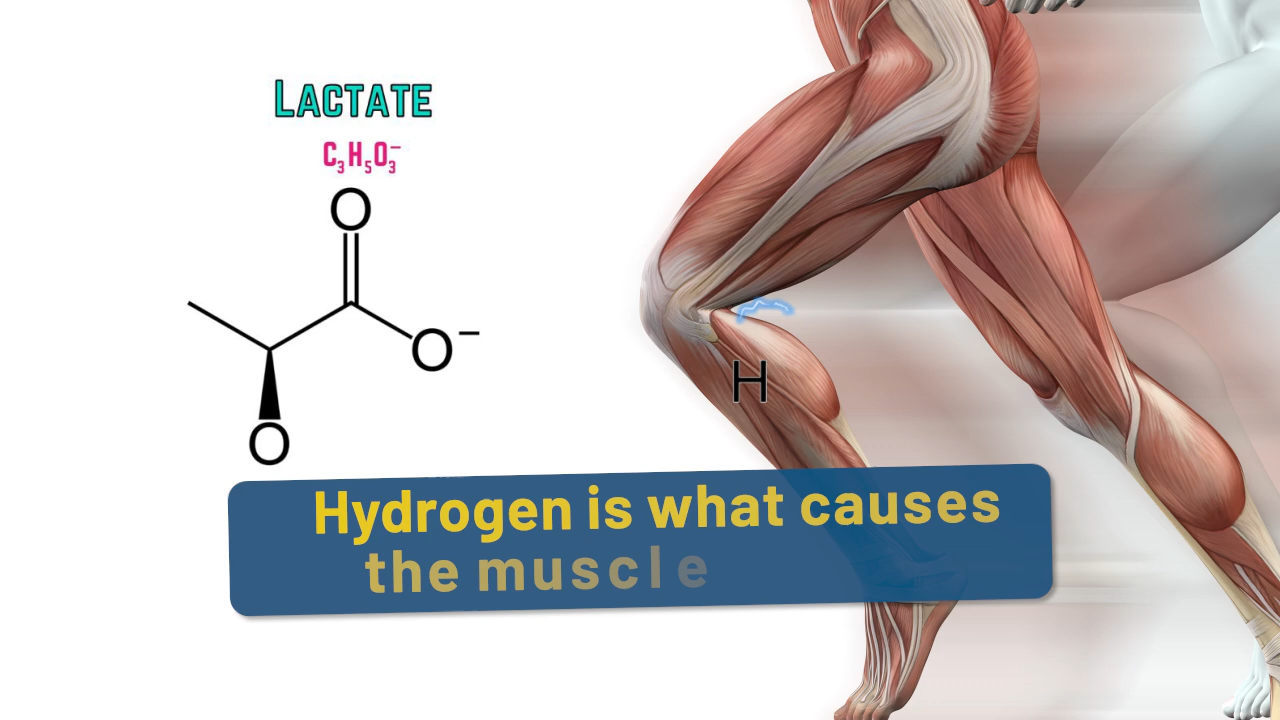 LACTATE
C₃H₅O₃⁻
O
O⁻
O
H
Hydrogen is what causes
the muscle